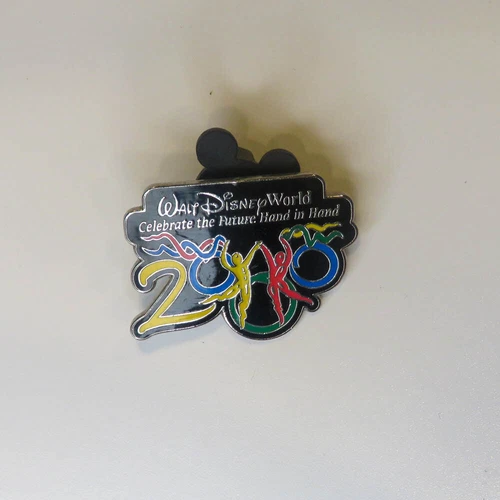 Walt Disney World
Celebrate the Future Hand in Hand
2000